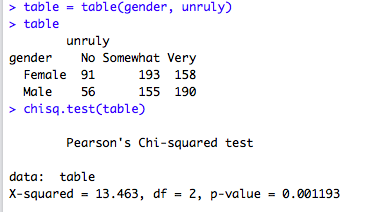 > table = table(gender, unruly)
> table
        unruly
gender    No Somewhat Very
  Female  91      193  158
  Male    56      155  190
> chisq.test(table)
        Pearson's Chi-squared test
data:  table
X-squared = 13.463, df = 2, p-value = 0.001193